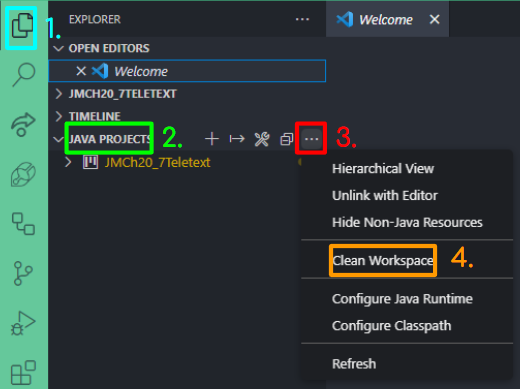 1.
EXPLORER
Welcome
OPEN EDITORS
Welcome
JMCH20_7TELETEXT
TIMELINE
JAVA PROJECTS 2. 3.
JMCh20_7Teletext
Hierarchical View
Unlink with Editor
Hide Non-Java Resources
Clean Workspace 4.
Configure Java Runtime
Configure Classpath
Refresh